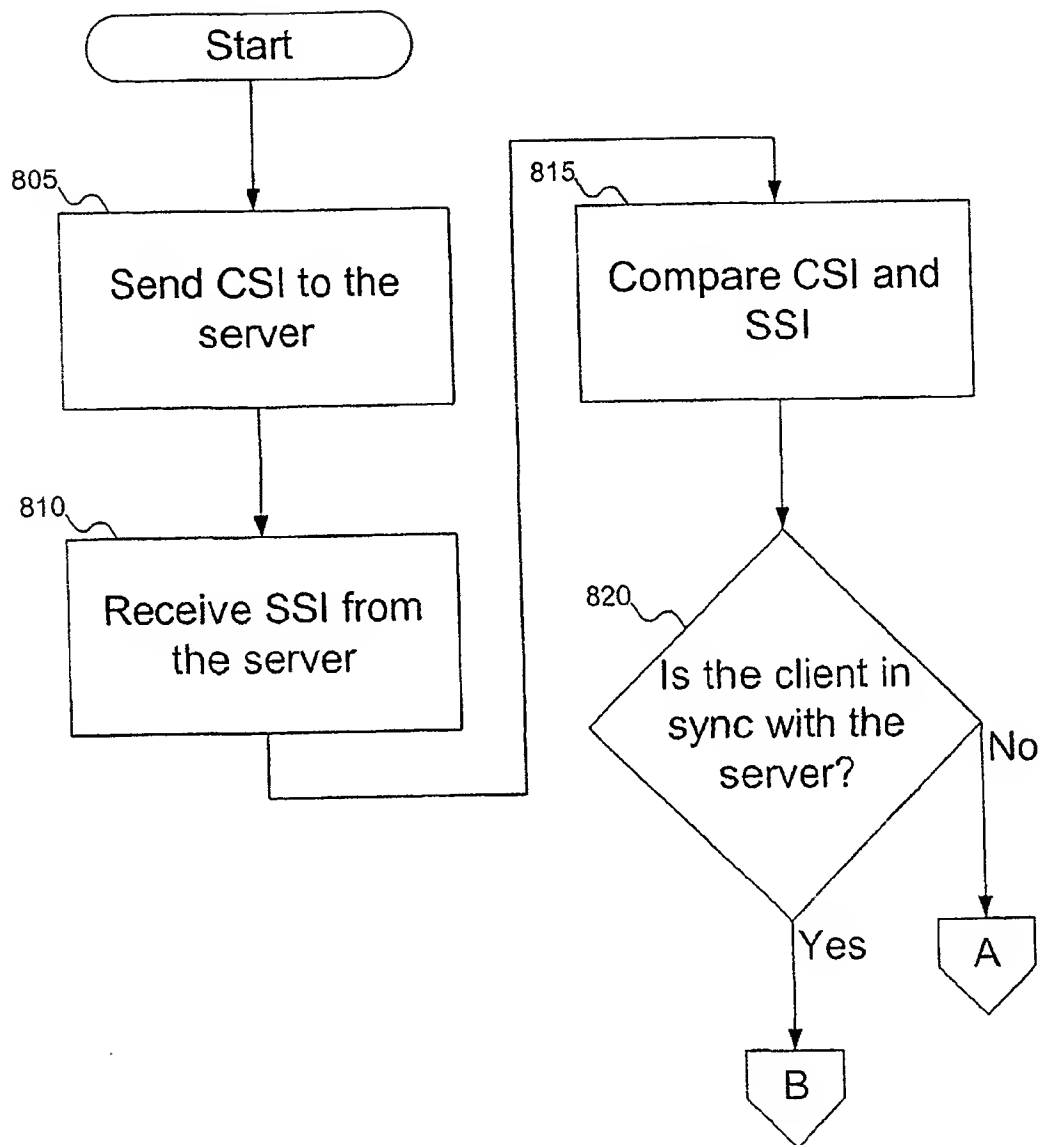 Start
805
Send CSI to the
server
810
Receive SSI from
the server
815
Compare CSI and
SSI
820
Is the client in
sync with the
server?
No
A
Yes
B